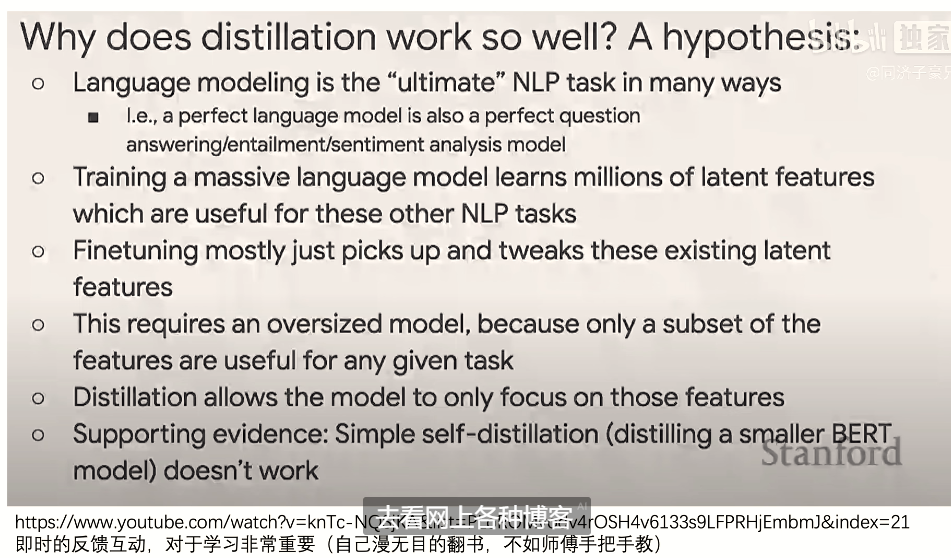 Why does distillation work so well? A hypothesis:
独家
Language modeling is the “ultimate” NLP task in many ways
I.e., a perfect language model is also a perfect question
answering/entailment/sentiment analysis model
Training a massive language model learns millions of latent features
which are useful for these other NLP tasks
Finetuning mostly just picks up and tweaks these existing latent
features
This requires an oversized model, because only a subset of the
features are useful for any given task
Distillation allows the model to only focus on those features
Supporting evidence: Simple self-distillation (distilling a smaller BERT
model) doesn’t work
Stanford
去看网上各种博客
https://www.youtube.com/watch?v=knTc-NQ
4rOSH4v6133s9LFPRHjEmbmJ&index=21
即时的反馈互动，对于学习非常重要（自己漫无目的翻书，不如师傅手把手教）